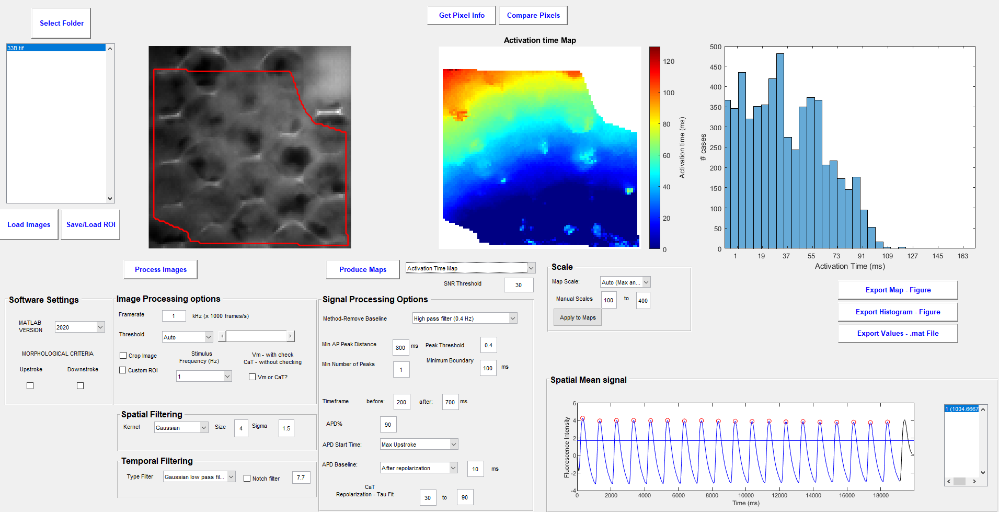 Select Folder
Get Pixel Info
Compare Pixels
33B.tif
Load Images
Save/Load ROI
Activation time Map
120
100
80
60
40
20
0
Activation time (ms)
500
450
400
350
300
250
200
150
100
50
0
# cases
1 19 37 55 73 91 109 127 145 163
Activation Time (ms)
Process Images
Produce Maps
Activation Time Map
SNR Threshold 30
Scale
Map Scale: Auto (Max an...
Manual Scales 100 to 400
Apply to Maps
Export Map - Figure
Export Histogram - Figure
Export Values - .mat File
Software Settings
MATLAB
VERSION
2020
MORPHOLOGICAL CRITERIA
Upstroke Downstroke
Image Processing options
Framerate 1 kHz (x 1000 frames/s)
Threshold Auto
Crop Image
Custom ROI
Stimulus
Frequency (Hz)
1
Vm - with check
CaT - without checking
Vm or CaT?
Spatial Filtering
Kernel Gaussian Size 4 Sigma 1.5
Temporal Filtering
Type Filter Gaussian low pass fil... Notch filter 7.7
Signal Processing Options
Method-Remove Baseline High pass filter (0.4 Hz)
Min AP Peak Distance 800 ms Peak Threshold 0.4
Min Number of Peaks 1 Minimum Boundary 100 ms
Timeframe before: 200 after: 700 ms
APD% 90
APD Start Time: Max Upstroke
APD Baseline: After repolarization 10 ms
CaT
Repolarization - Tau Fit 30 to 90
Spatial Mean signal
6
4
2
0
-2
-4
Fluorescence Intensity
0 2000 4000 6000 8000 10000 12000 14000 16000 18000
Time (ms)
1 (1004.6667